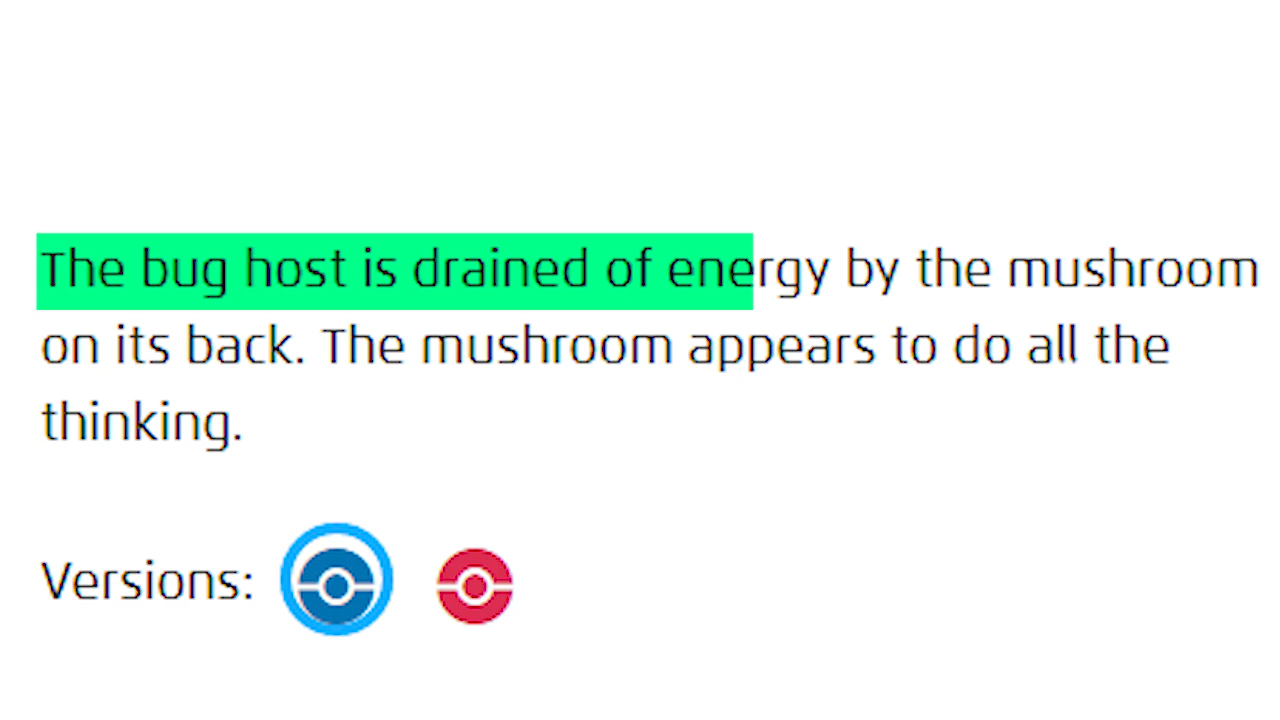 The bug host is drained of energy by the mushroom
on its back. The mushroom appears to do all the
thinking.
Versions: